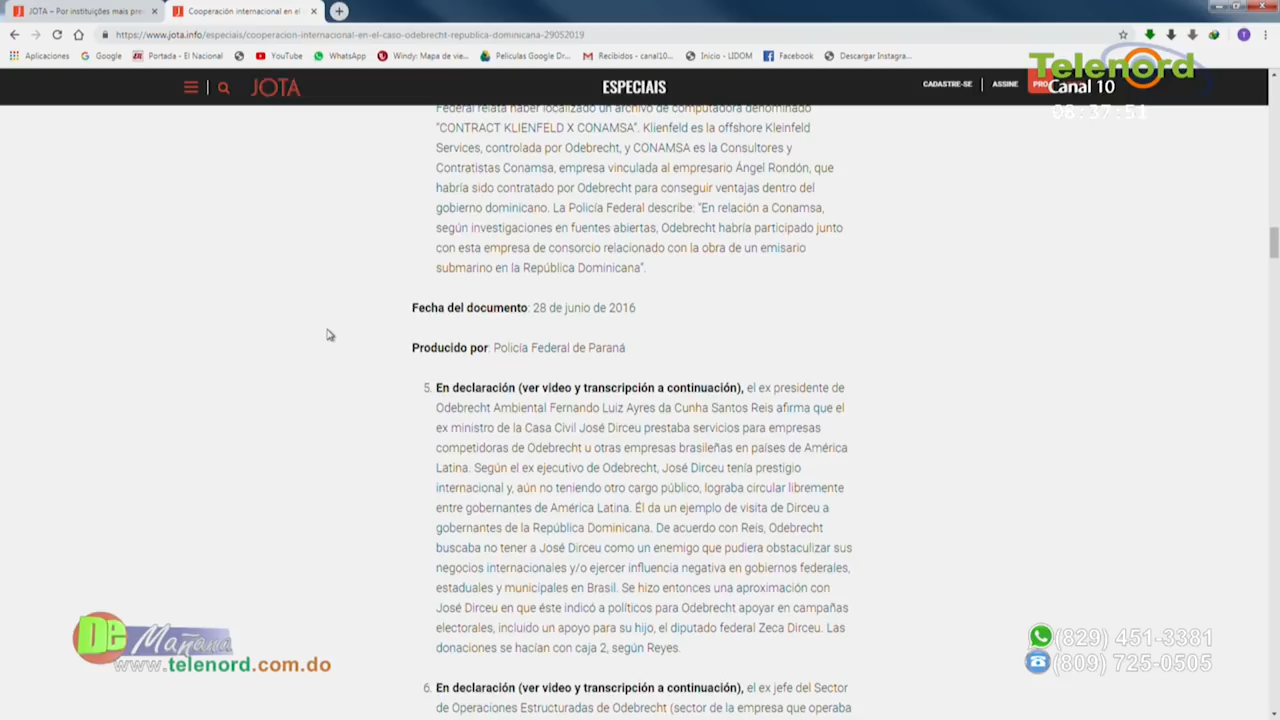 JOTA – Por instituições mais pre
Cooperación internacional en el
https://www.jota.info/especiais/cooperacion-internacional-en-el-caso-odebrecht-republica-dominicana-29052019
Aplicaciones
Google
Portada - El Nacional
YouTube
WhatsApp
Windy: Mapa de vie...
Películas Google Dr...
Recibidos - canal10...
Inicio - LIDOM
Facebook
Descargar Instagra...
JOTA
ESPECIAIS
CADASTRE-SE
ASSINE
PRO
Telenord
Canal 10
08:37:51
Federal relata haber localizado un archivo de computadora denominado
"CONTRACT KLIENFELD X CONAMSA". Klienfeld es la offshore Kleinfeld
Services, controlada por Odebrecht, y CONAMSA es la Consultores y
Contratistas Conamsa, empresa vinculada al empresario Ángel Rondón, que
habría sido contratado por Odebrecht para conseguir ventajas dentro del
gobierno dominicano. La Policía Federal describe: "En relación a Conamsa,
según investigaciones en fuentes abiertas, Odebrecht habría participado junto
con esta empresa de consorcio relacionado con la obra de un emisario
submarino en la República Dominicana".
Fecha del documento: 28 de junio de 2016
Producido por: Policía Federal de Paraná
5. En declaración (ver video y transcripción a continuación), el ex presidente de
Odebrecht Ambiental Fernando Luiz Ayres da Cunha Santos Reis afirma que el
ex ministro de la Casa Civil José Dirceu prestaba servicios para empresas
competidoras de Odebrecht u otras empresas brasileñas en países de América
Latina. Según el ex ejecutivo de Odebrecht, José Dirceu tenía prestigio
internacional y, aún no teniendo otro cargo público, lograba circular libremente
entre gobernantes de América Latina. Él da un ejemplo de visita de Dirceu a
gobernantes de la República Dominicana. De acuerdo con Reis, Odebrecht
buscaba no tener a José Dirceu como un enemigo que pudiera obstaculizar sus
negocios internacionales y/o ejercer influencia negativa en gobiernos federales,
estaduales y municipales en Brasil. Se hizo entonces una aproximación con
José Dirceu en que éste indicó a políticos para Odebrecht apoyar en campañas
electorales, incluido un apoyo para su hijo, el diputado federal Zeca Dirceu. Las
donaciones se hacían con caja 2, según Reyes.
6. En declaración (ver video y transcripción a continuación), el ex jefe del Sector
de Operaciones Estructuradas de Odebrecht (sector de la empresa que operaba
De Mañana
www.telenord.com.do
(829) 451-3381
(809) 725-0505